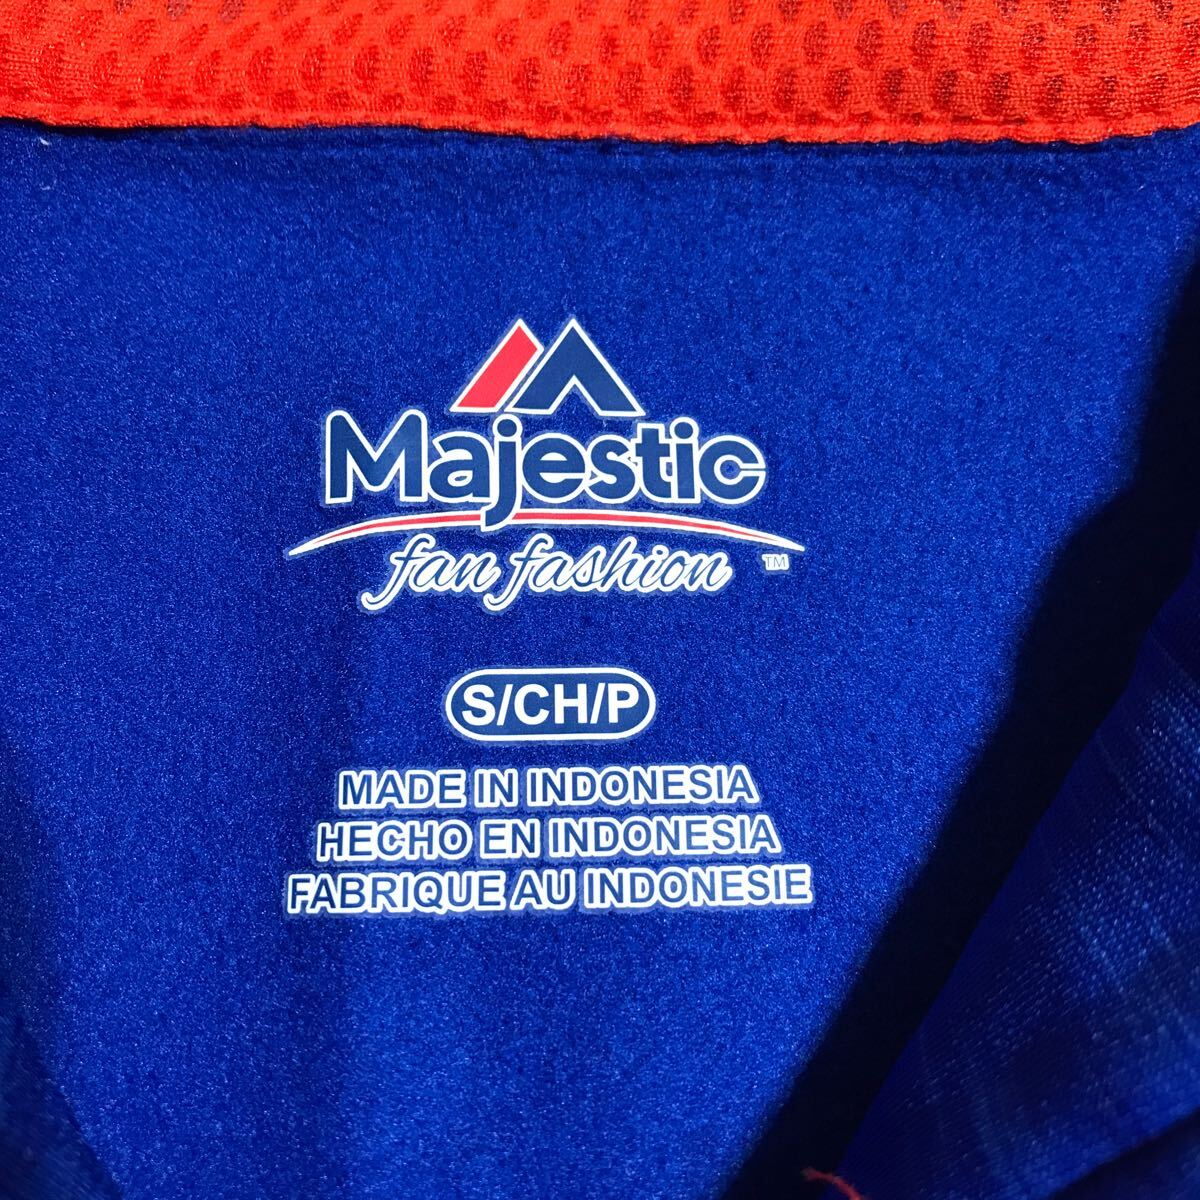 Majestic
fan fashion ™
S/CH/P
MADE IN INDONESIA
HECHO EN INDONESIA
FABRIQUE AU INDONESIE